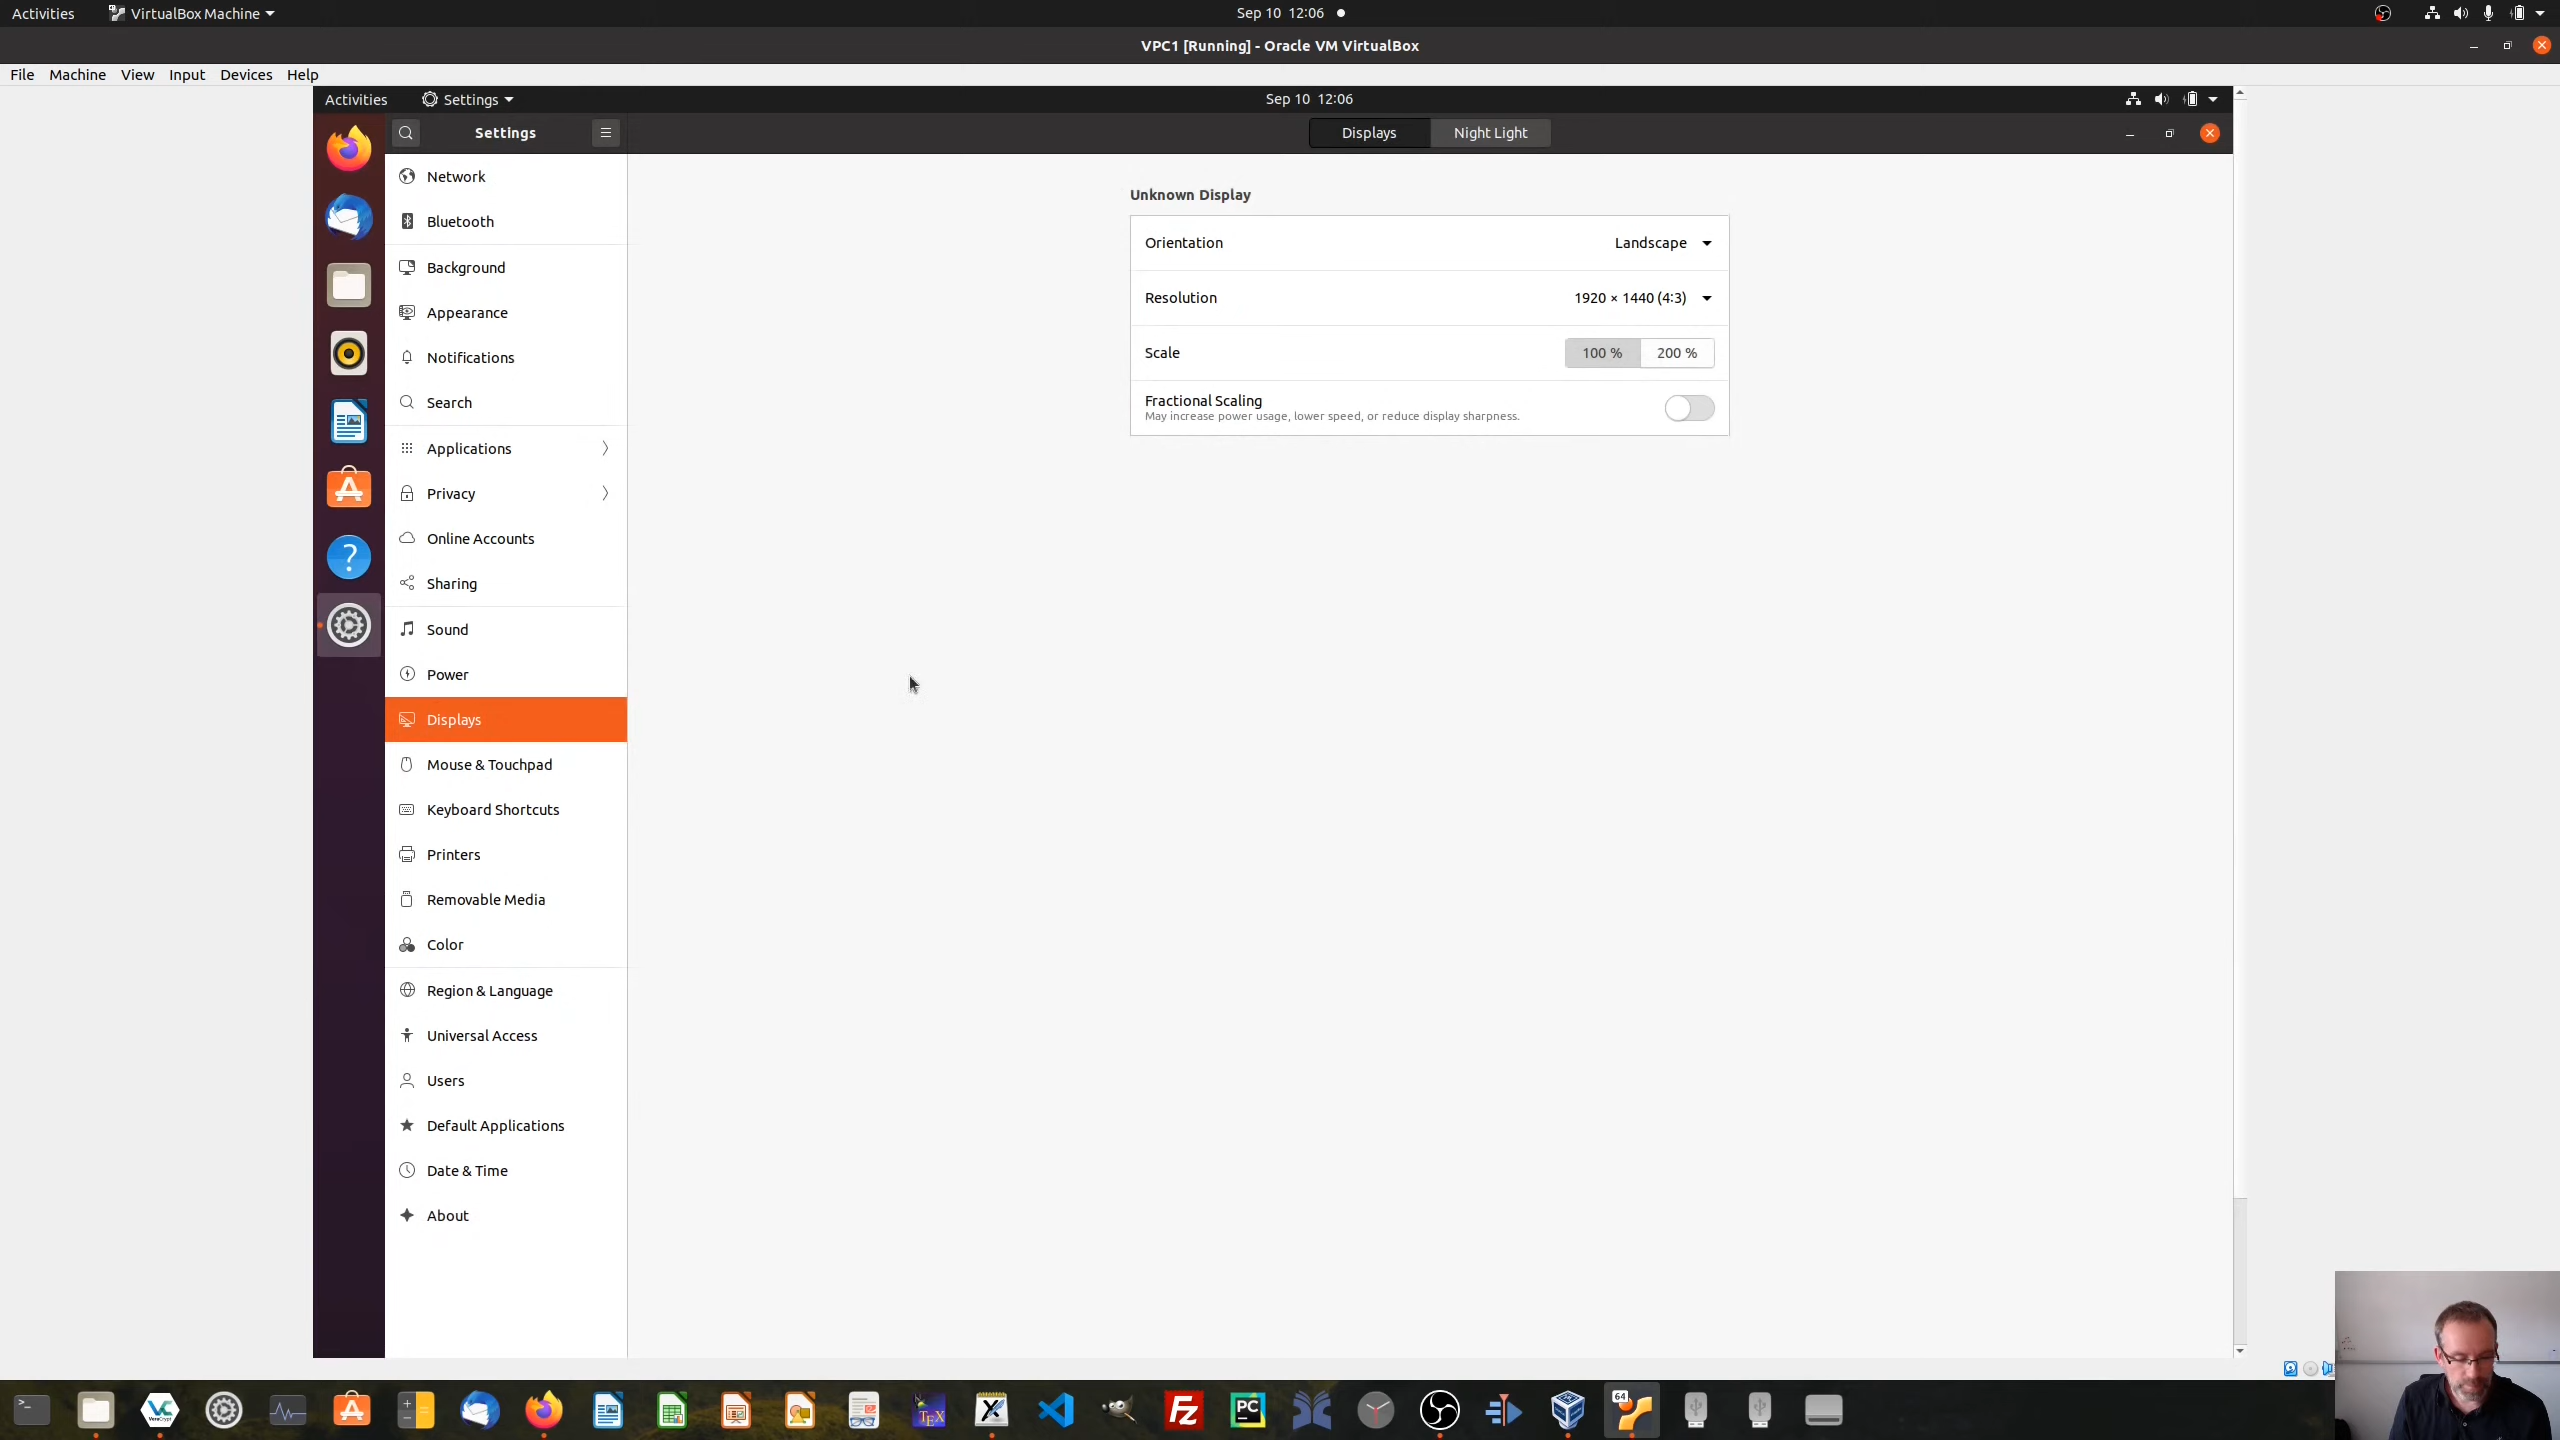 Activities
VirtualBox Machine
Sep 10 12:06
VPC1 [Running] - Oracle VM VirtualBox
File Machine View Input Devices Help
Activities
Settings
Sep 10 12:06
Settings
Displays
Night Light
Network
Bluetooth
Background
Appearance
Notifications
Search
Applications
Privacy
Online Accounts
Sharing
Sound
Power
Displays
Mouse & Touchpad
Keyboard Shortcuts
Printers
Removable Media
Color
Region & Language
Universal Access
Users
Default Applications
Date & Time
About
Unknown Display
Orientation Landscape
Resolution 1920 × 1440 (4:3)
Scale 100 % 200 %
Fractional Scaling
May increase power usage, lower speed, or reduce display sharpness.
TEX
FZ
PC
64